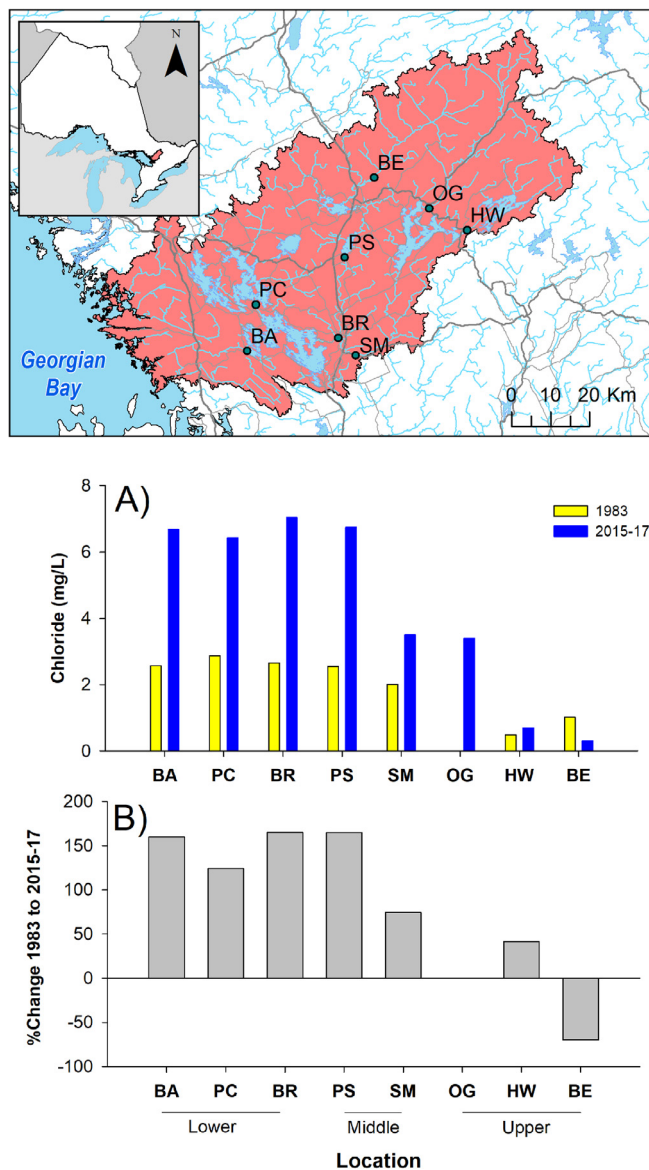 N
BE
OG
HW
PS
PC
BR
BA
SM
Georgian
Bay
0 10 20 Km
A)
1983
2015-17
Chloride (mg/L)
8
6
4
2
0
BA PC BR PS SM OG HW BE
B)
%Change 1983 to 2015-17
200
150
100
50
0
-50
-100
BA PC BR PS SM OG HW BE
Lower Middle Upper
Location